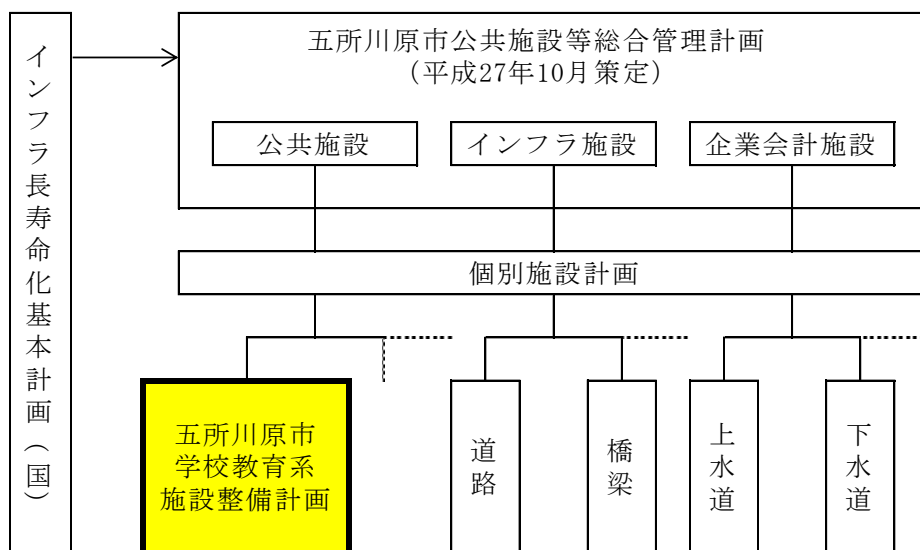 インフラ長寿命化基本計画（国）
五所川原市公共施設等総合管理計画
（平成27年10月策定）
公共施設
インフラ施設
企業会計施設
個別施設計画
五所川原市
学校教育系
施設整備計画
道路
橋梁
上水道
下水道